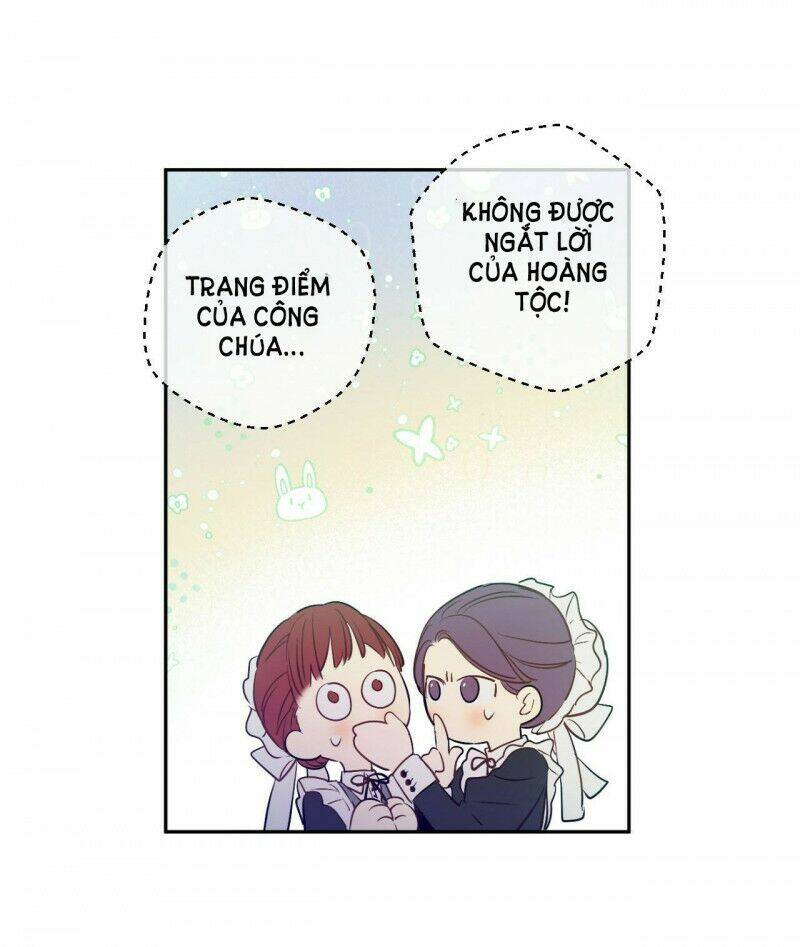 TRANG ĐIỂM
CỦA CÔNG
CHÚA...
KHÔNG ĐƯỢC
NGẮT LỜI
CỦA HOÀNG
TỘC!